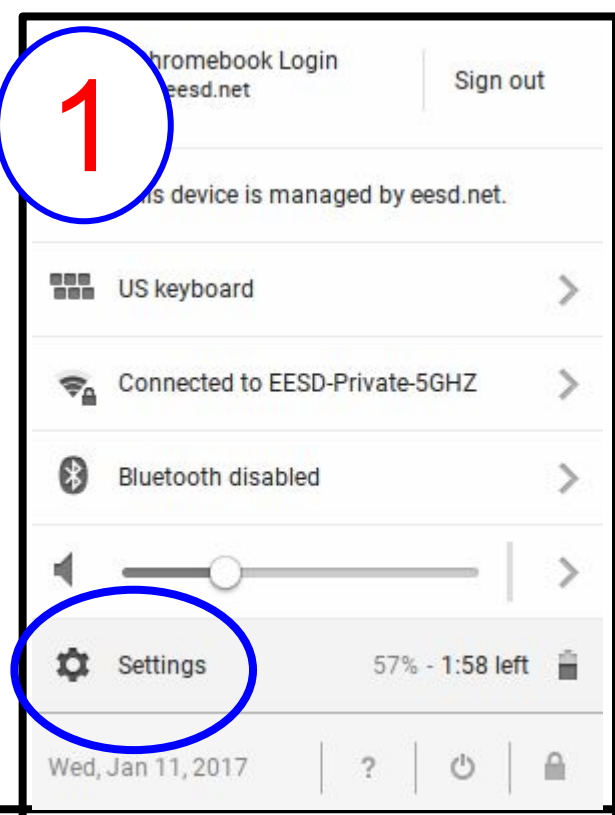 1
hromebook Login
eesd.net
Sign out
is device is managed by eesd.net.
US keyboard
Connected to EESD-Private-5GHZ
Bluetooth disabled
Settings
57% - 1:58 left
Wed, Jan 11, 2017
?